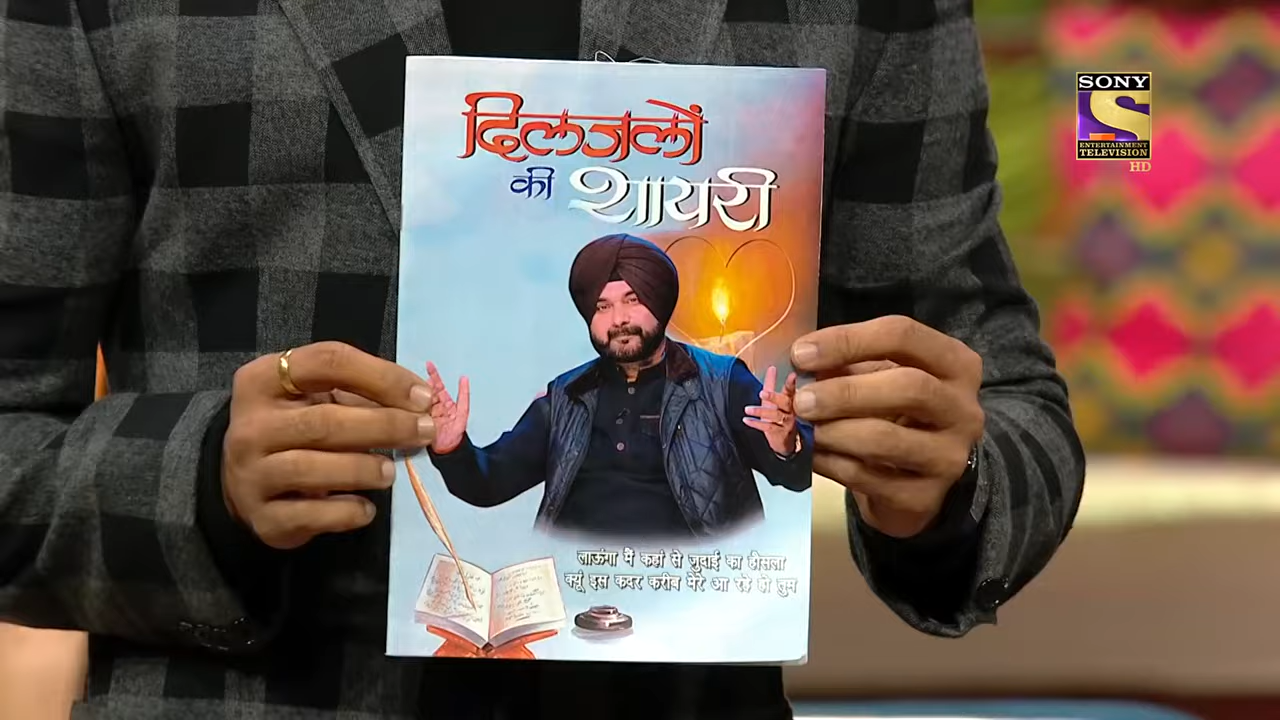 दिलजलों
की शायरी
लाऊंगा मैं कहां से जुदाई का हौसला
क्यूं इस कदर करीब मेरे आ रहे हो तुम
SONY
ENTERTAINMENT
TELEVISION
HD